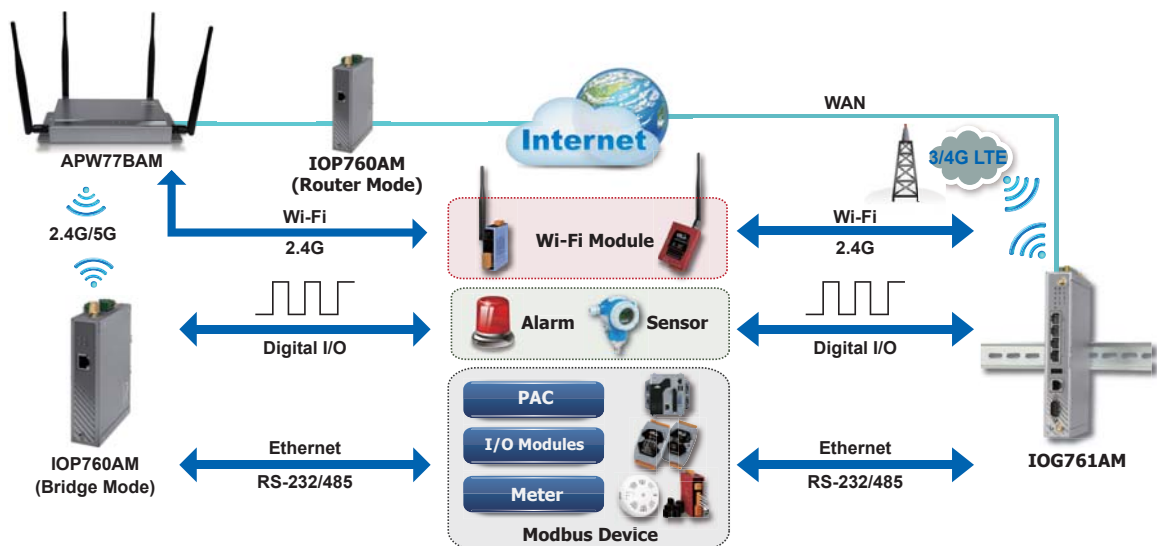 WAN
Internet
3/4G LTE
APW77BAM
IOP760AM
(Router Mode)
Wi-Fi
2.4G
2.4G/5G
Wi-Fi Module
Wi-Fi
2.4G
Digital I/O
Alarm
Sensor
Digital I/O
PAC
I/O Modules
Meter
Modbus Device
IOP760AM
(Bridge Mode)
Ethernet
RS-232/485
Ethernet
RS-232/485
IOG761AM